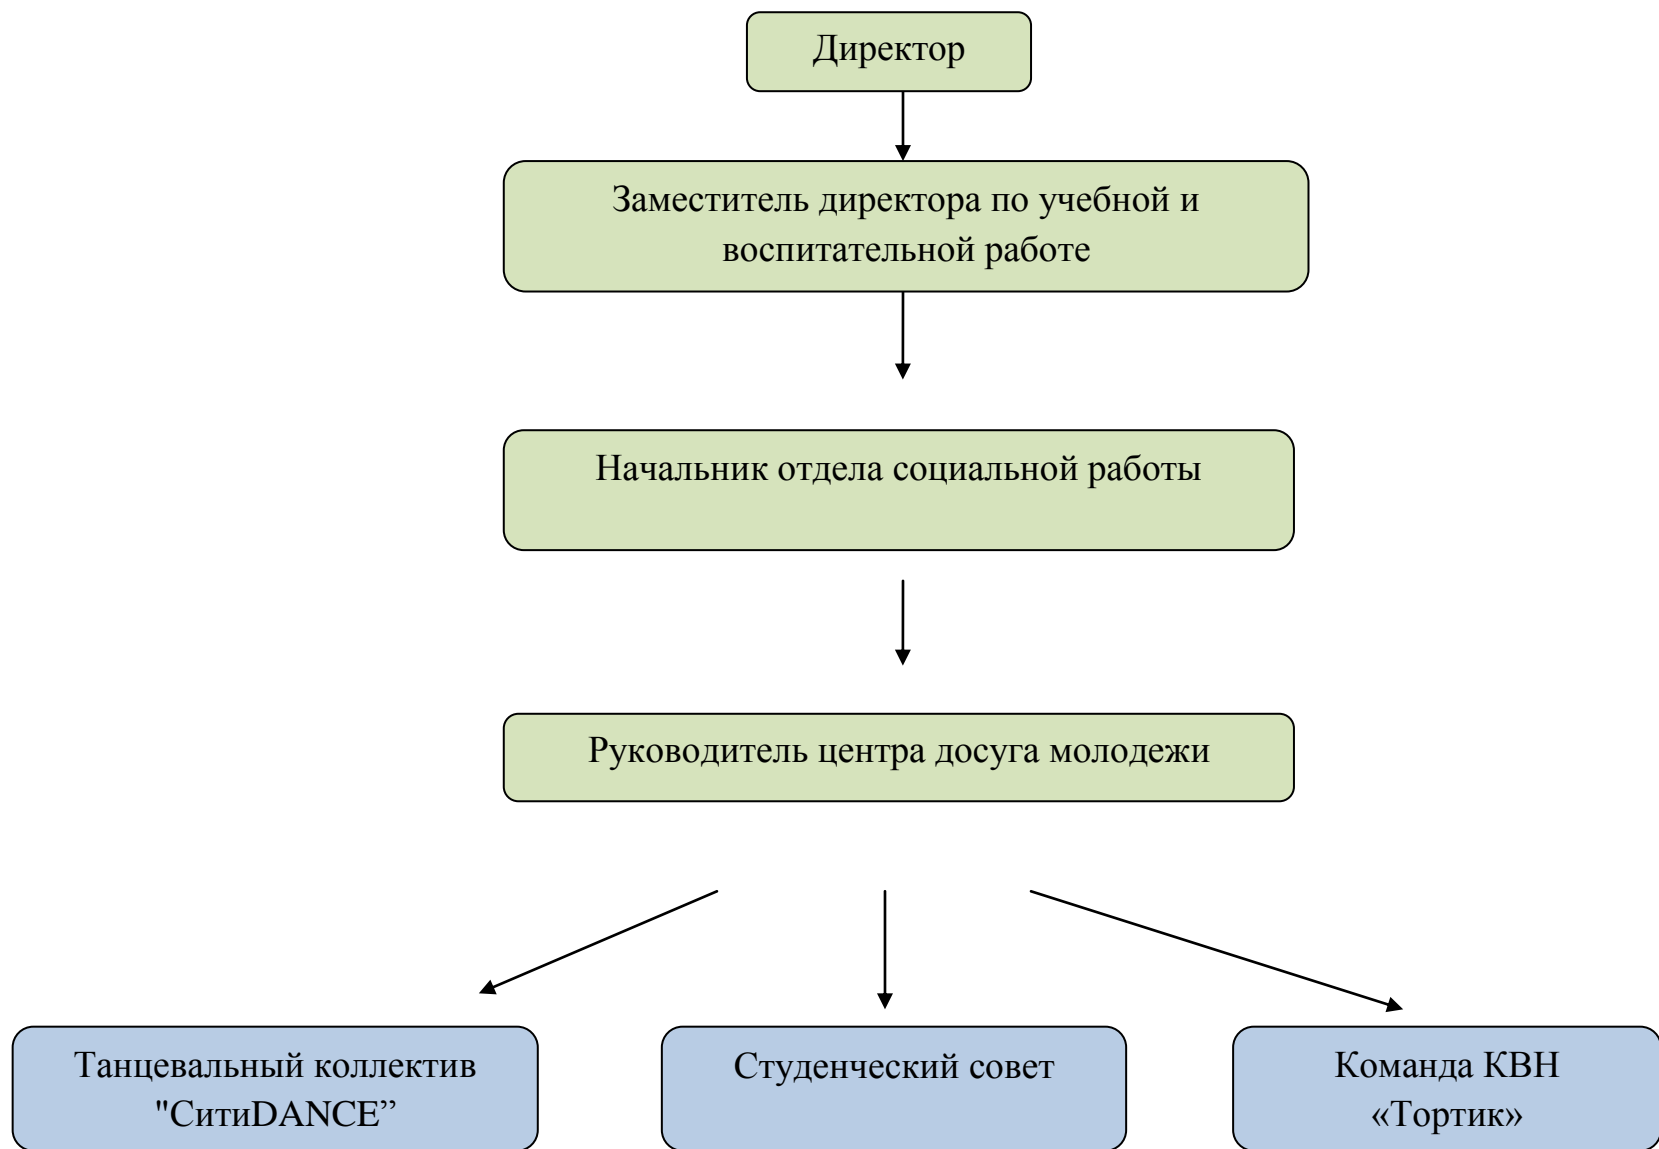 Директор
Заместитель директора по учебной и
воспитательной работе
Начальник отдела социальной работы
Руководитель центра досуга молодежи
Танцевальный коллектив
"СитиDANCE”
Студенческий совет
Команда КВН
«Тортик»